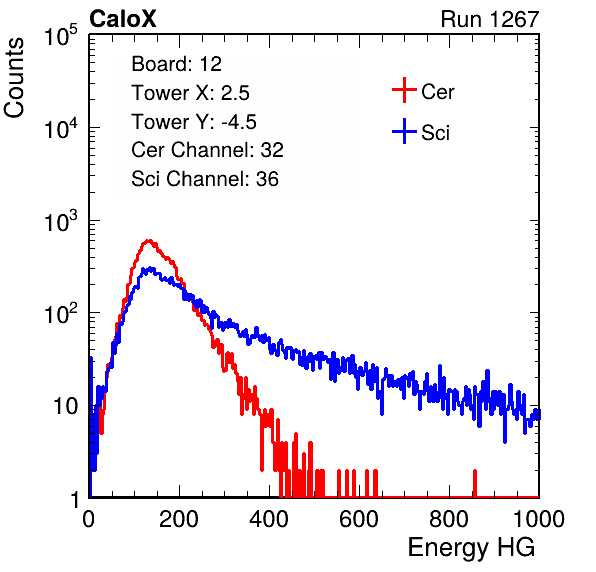 CaloX Run 1267
Counts
Board: 12
Tower X: 2.5
Tower Y: -4.5
Cer Channel: 32
Sci Channel: 36
Cer
Sci
10^5
10^4
10^3
10^2
10
1
0 200 400 600 800 1000
Energy HG